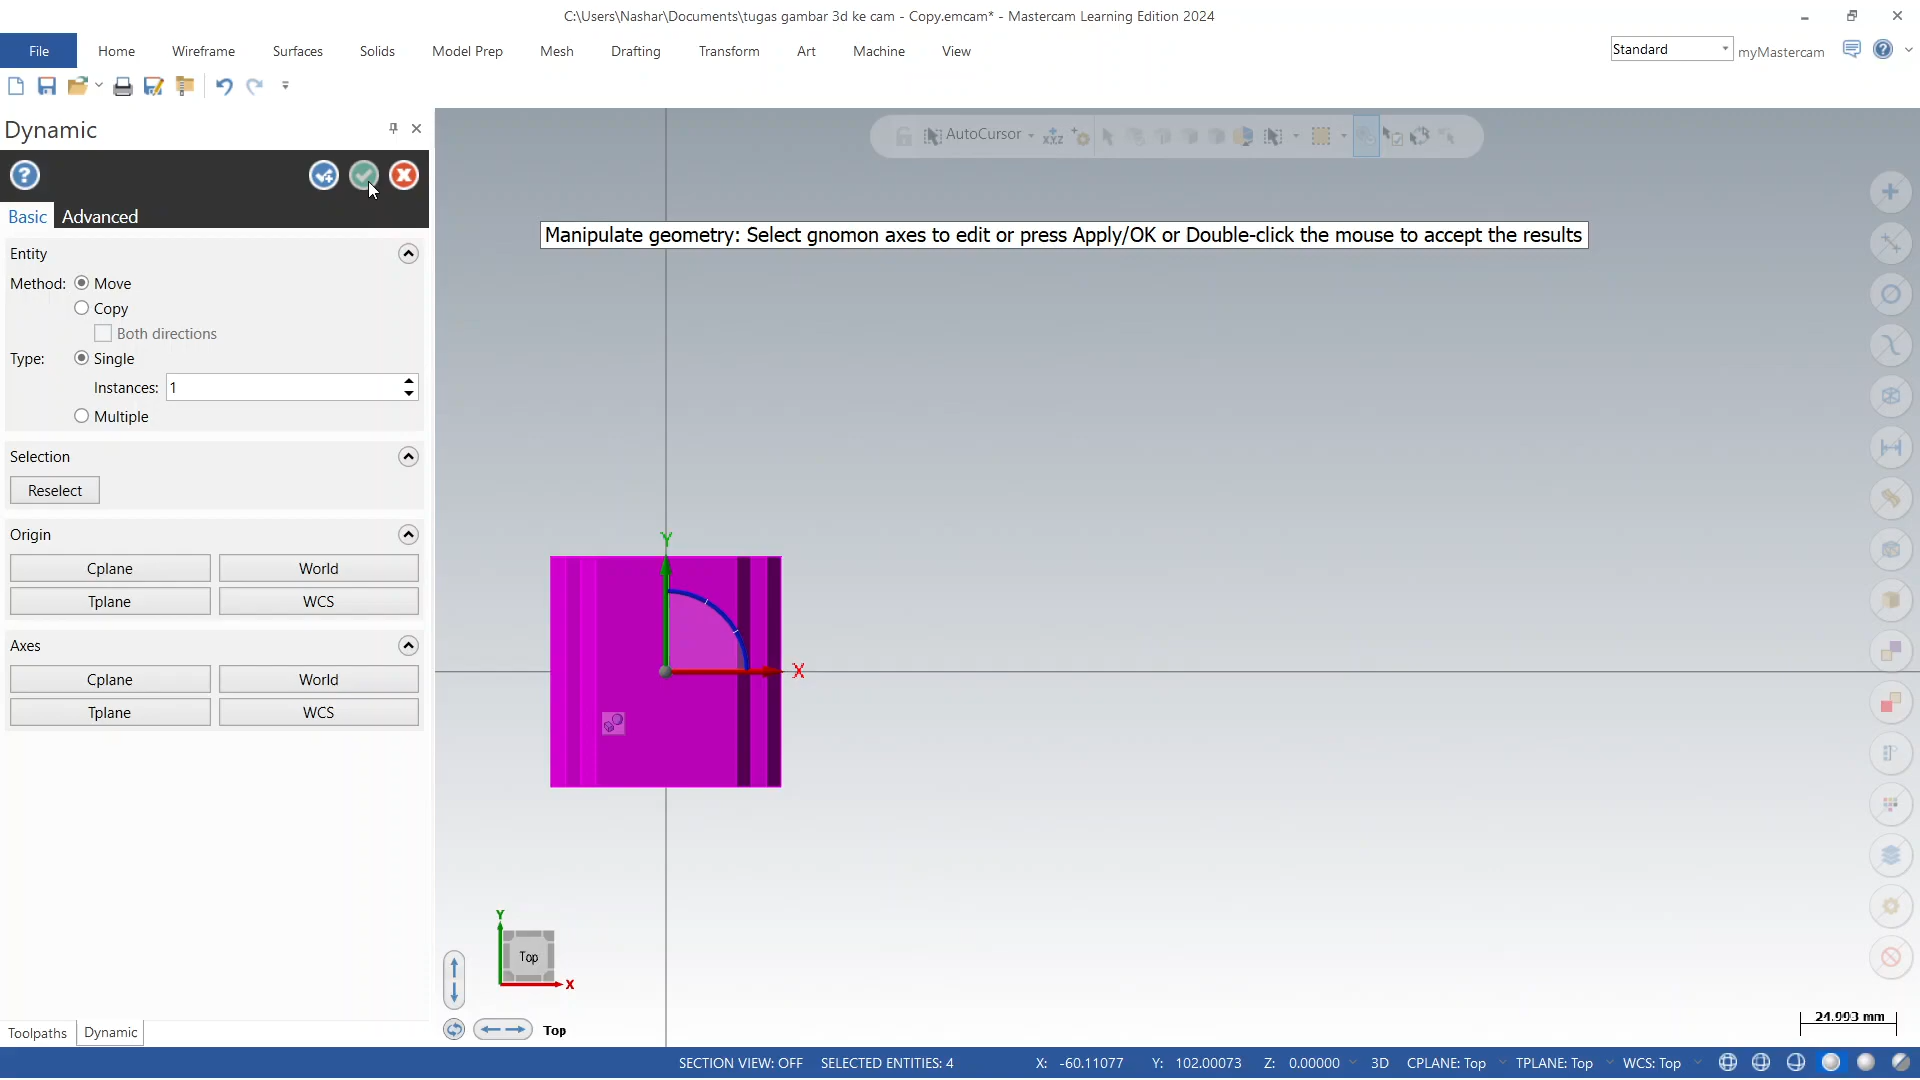 C:\Users\Nashar\Documents\tugas gambar 3d ke cam - Copy.emcam* - Mastercam Learning Edition 2024
File Home Wireframe Surfaces Solids Model Prep Mesh Drafting Transform Art Machine View Standard myMastercam
Dynamic
AutoCursor
Basic Advanced
Manipulate geometry: Select gnomon axes to edit or press Apply/OK or Double-click the mouse to accept the results
Entity
Method: Move
Copy
Both directions
Type: Single
Instances: 1
Multiple
Selection
Reselect
Origin
Cplane World
Tplane WCS
Axes
Cplane World
Tplane WCS
Y
X
Y
Top
X
Top
24.993 mm
Toolpaths Dynamic
SECTION VIEW: OFF SELECTED ENTITIES: 4 X: -60.11077 Y: 102.00073 Z: 0.00000 3D CPLANE: Top TPLANE: Top WCS: Top